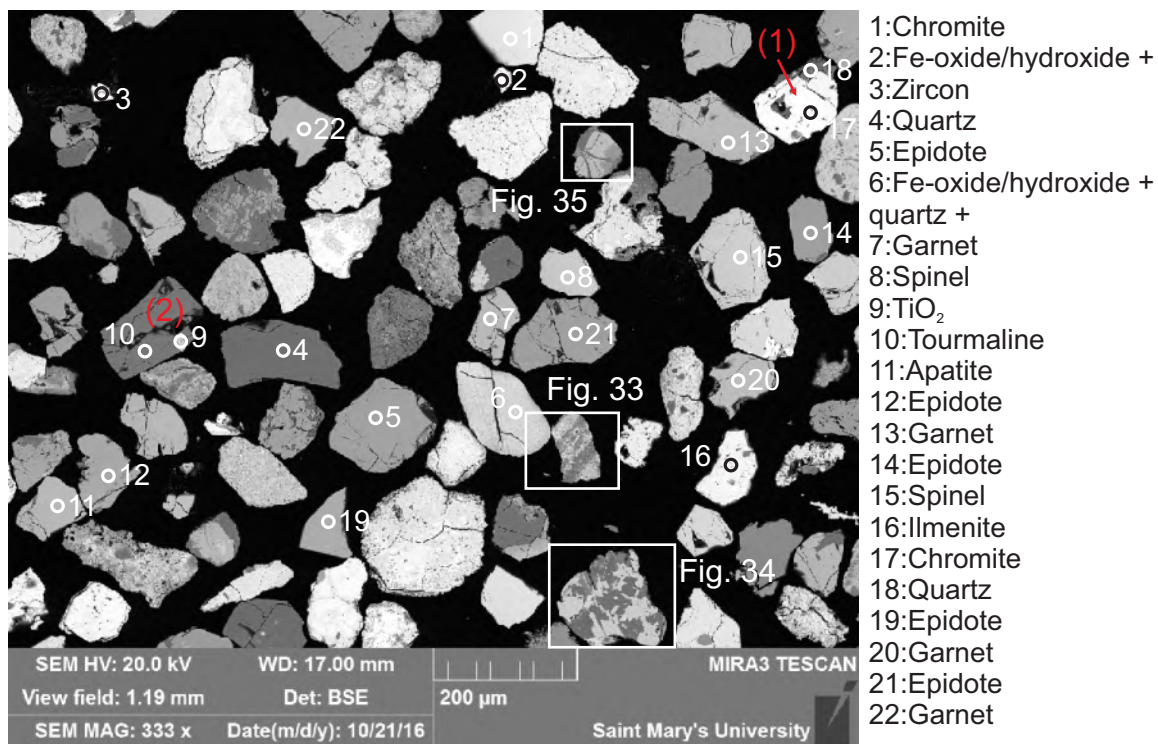 1
2
3
(1)
18
17
22
13
Fig. 35
14
15
8
7
21
(2)
10
9
4
20
Fig. 33
6
5
16
12
11
19
Fig. 34
SEM HV: 20.0 kV
WD: 17.00 mm
MIRA3 TESCAN
View field: 1.19 mm
Det: BSE
200 µm
SEM MAG: 333 x
Date(m/d/y): 10/21/16
Saint Mary's University
1:Chromite
2:Fe-oxide/hydroxide +
3:Zircon
4:Quartz
5:Epidote
6:Fe-oxide/hydroxide +
quartz +
7:Garnet
8:Spinel
9:TiO₂
10:Tourmaline
11:Apatite
12:Epidote
13:Garnet
14:Epidote
15:Spinel
16:Ilmenite
17:Chromite
18:Quartz
19:Epidote
20:Garnet
21:Epidote
22:Garnet